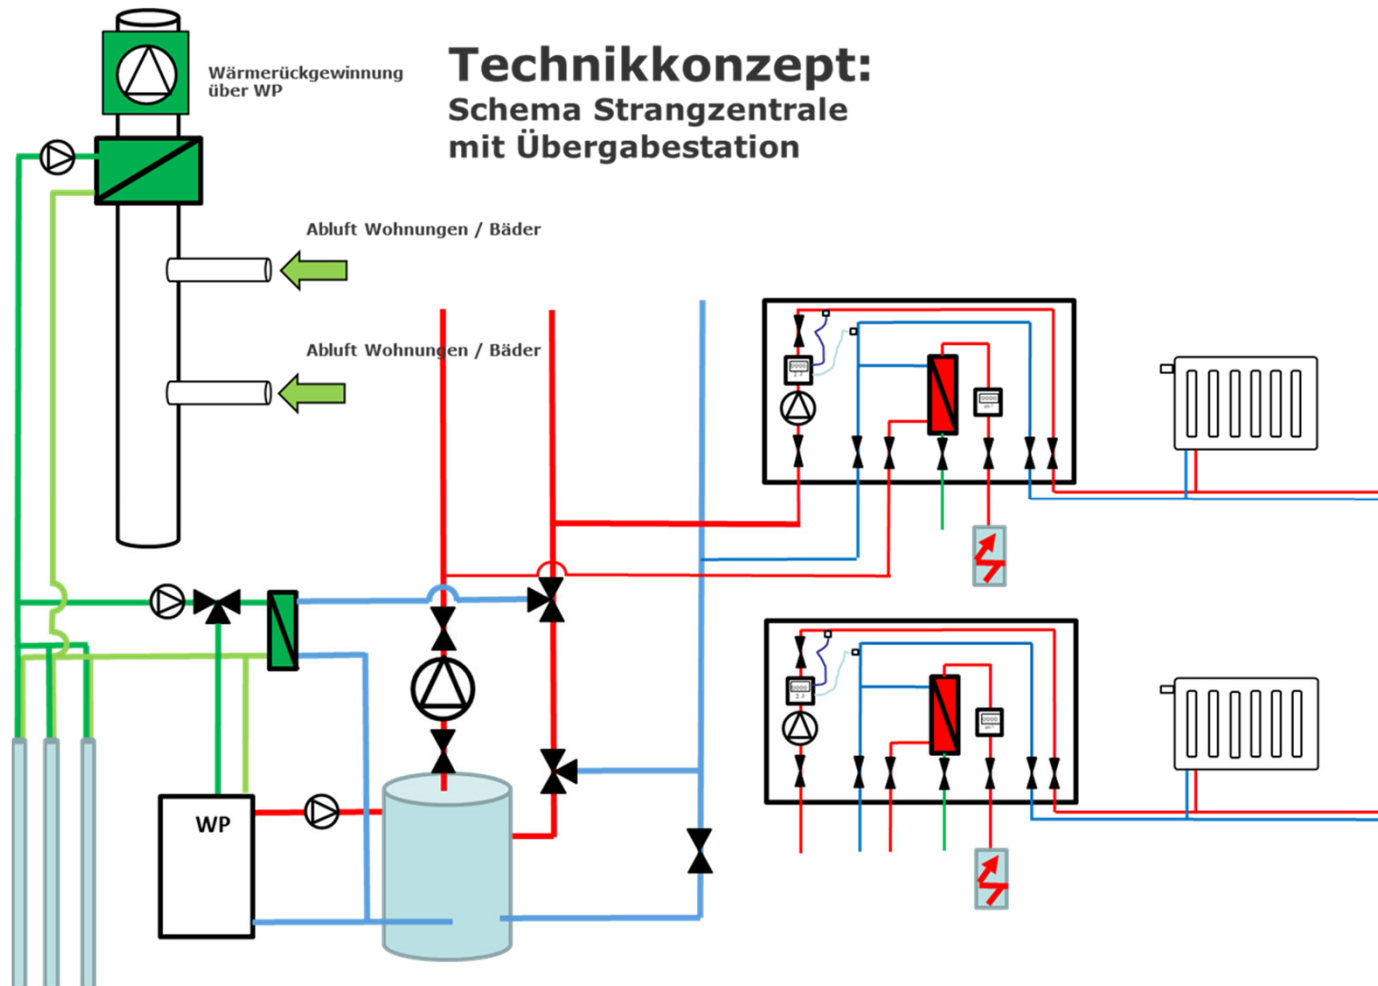 Technikkonzept:
Schema Strangzentrale
mit Übergabestation
Wärmerückgewinnung
über WP
Abluft Wohnungen / Bäder
Abluft Wohnungen / Bäder
WP